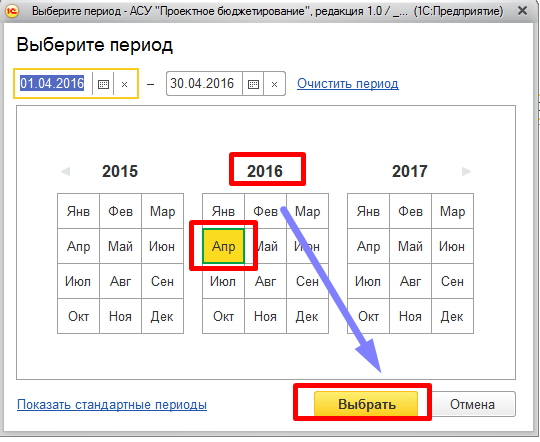 Выберите период - АСУ "Проектное бюджетирование", редакция 1.0 / _... (1С:Предприятие)
Выберите период
01.04.2016 – 30.04.2016 Очистить период
2015 2016 2017
Янв Фев Мар Янв Фев Мар Янв Фев Мар
Апр Май Июн Апр Май Июн Апр Май Июн
Июл Авг Сен Июл Авг Сен Июл Авг Сен
Окт Ноя Дек Окт Ноя Дек Окт Ноя Дек
Показать стандартные периоды Выбрать Отмена